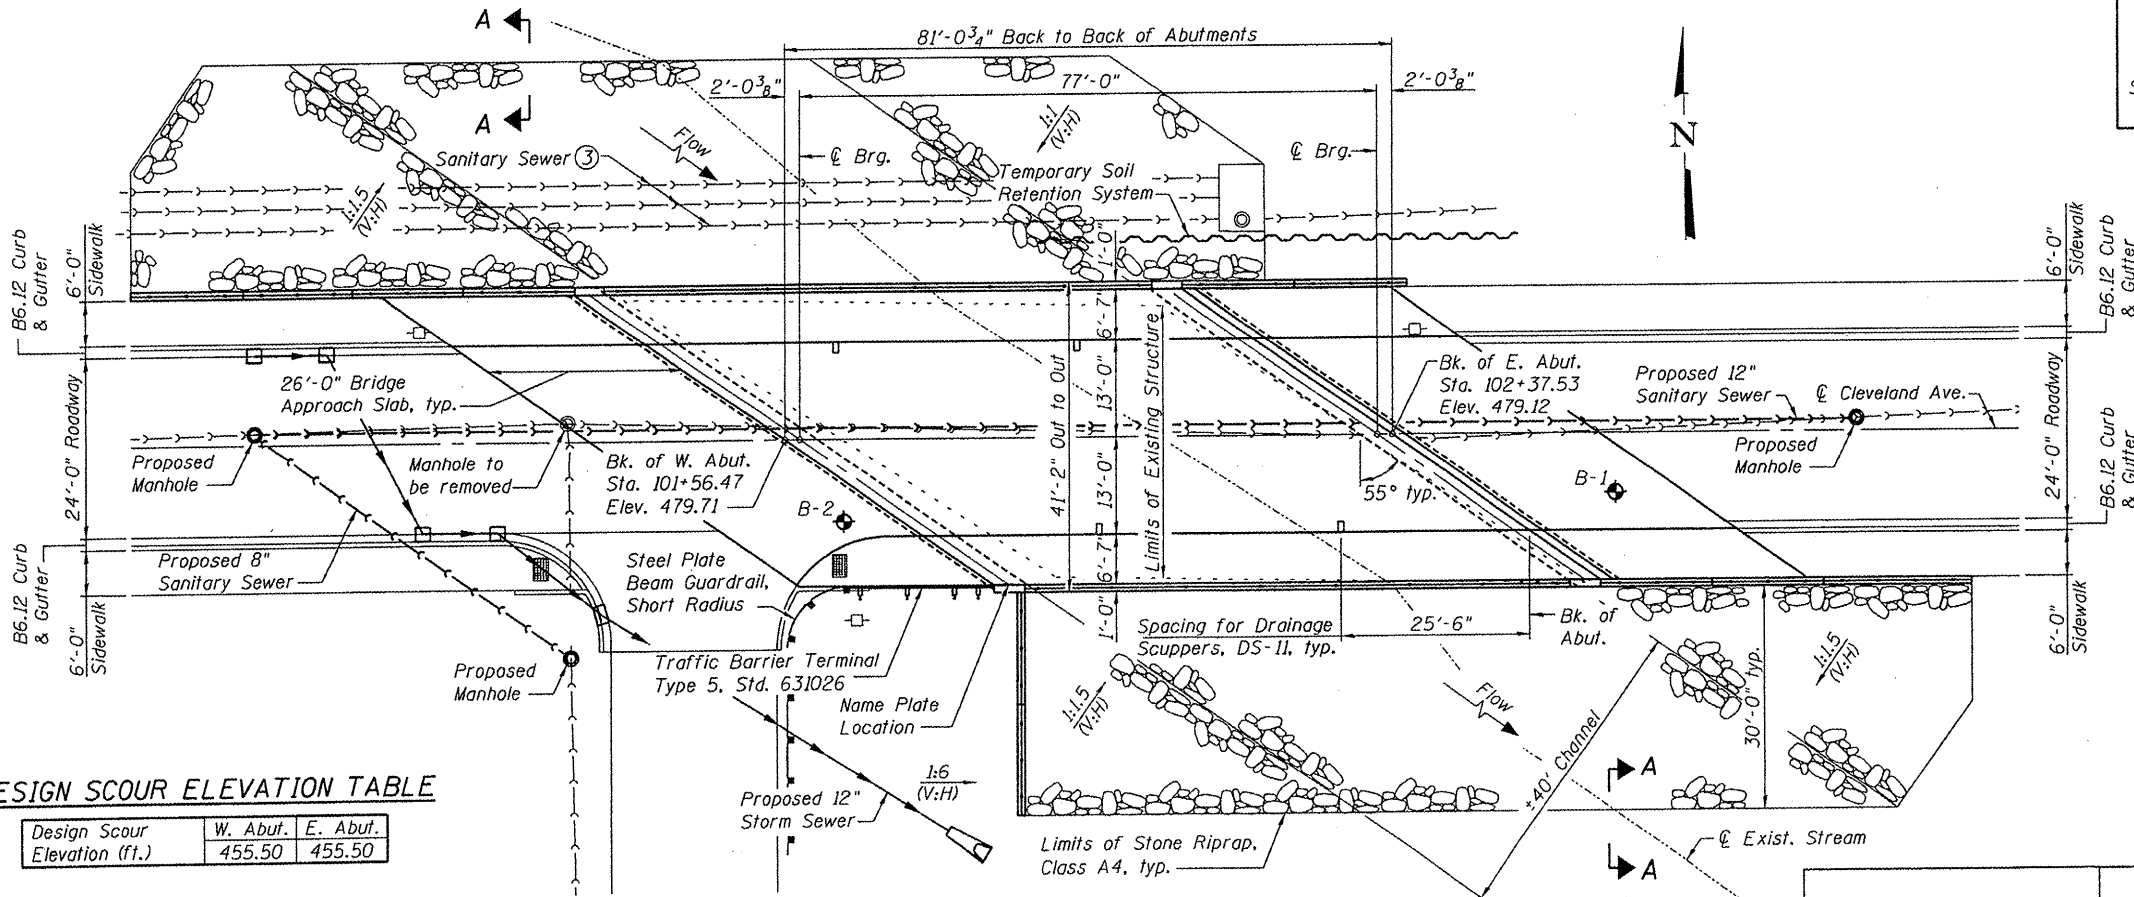 A
81'-0 3/4" Back to Back of Abutments
2'-0 3/8"
77'-0"
2'-0 3/8"
A
Flow
1:1
(V:H)
N
Sanitary Sewer 3
℄ Brg.
℄ Brg.
Temporary Soil
Retention System
1:1.5
(V:H)
B6.12 Curb
& Gutter
6'-0"
Sidewalk
1'-0"
6'-0"
Sidewalk
B6.12 Curb
& Gutter
6'-7"
26'-0" Bridge
Approach Slab, typ.
41'-2" Out to Out
13'-0"
Limits of Existing Structure
Bk. of E. Abut.
Sta. 102+37.53
Elev. 479.12
Proposed 12"
Sanitary Sewer
℄ Cleveland Ave.
24'-0" Roadway
24'-0" Roadway
Proposed
Manhole
Manhole to
be removed
Bk. of W. Abut.
Sta. 101+56.47
Elev. 479.71
B-2
13'-0"
55° typ.
B-1
Proposed
Manhole
B6.12 Curb
& Gutter
B6.12 Curb
& Gutter
Proposed 8"
Sanitary Sewer
Steel Plate
Beam Guardrail,
Short Radius
6'-7"
1'-0"
Spacing for Drainage
Scuppers, DS-11, typ.
25'-6"
Bk. of
Abut.
6'-0"
Sidewalk
6'-0"
Sidewalk
Proposed
Manhole
Traffic Barrier Terminal
Type 5, Std. 631026
Name Plate
Location
1:1.5
(V:H)
Flow
1:1.5
(V:H)
30'-0" typ.
±40' Channel
1:6
(V:H)
Proposed 12"
Storm Sewer
A
Limits of Stone Riprap,
Class A4, typ.
℄ Exist. Stream
A
ESIGN SCOUR ELEVATION TABLE
Design Scour
Elevation (ft.)
W. Abut.
E. Abut.
455.50
455.50